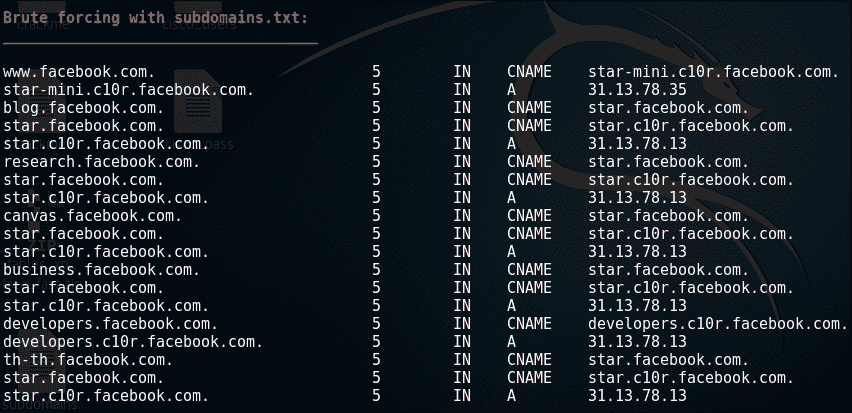 Brute forcing with subdomains.txt:
www.facebook.com. 5 IN CNAME star-mini.c10r.facebook.com.
star-mini.c10r.facebook.com. 5 IN A 31.13.78.35
blog.facebook.com. 5 IN CNAME star.facebook.com.
star.facebook.com. 5 IN CNAME star.c10r.facebook.com.
star.c10r.facebook.com. 5 IN A 31.13.78.13
research.facebook.com. 5 IN CNAME star.facebook.com.
star.facebook.com. 5 IN CNAME star.c10r.facebook.com.
star.c10r.facebook.com. 5 IN A 31.13.78.13
canvas.facebook.com. 5 IN CNAME star.facebook.com.
star.facebook.com. 5 IN CNAME star.c10r.facebook.com.
star.c10r.facebook.com. 5 IN A 31.13.78.13
business.facebook.com. 5 IN CNAME star.facebook.com.
star.facebook.com. 5 IN CNAME star.c10r.facebook.com.
star.c10r.facebook.com. 5 IN A 31.13.78.13
developers.facebook.com. 5 IN CNAME developers.c10r.facebook.com.
developers.c10r.facebook.com. 5 IN A 31.13.78.13
th-th.facebook.com. 5 IN CNAME star.facebook.com.
star.facebook.com. 5 IN CNAME star.c10r.facebook.com.
star.c10r.facebook.com. 5 IN A 31.13.78.13
subdomains